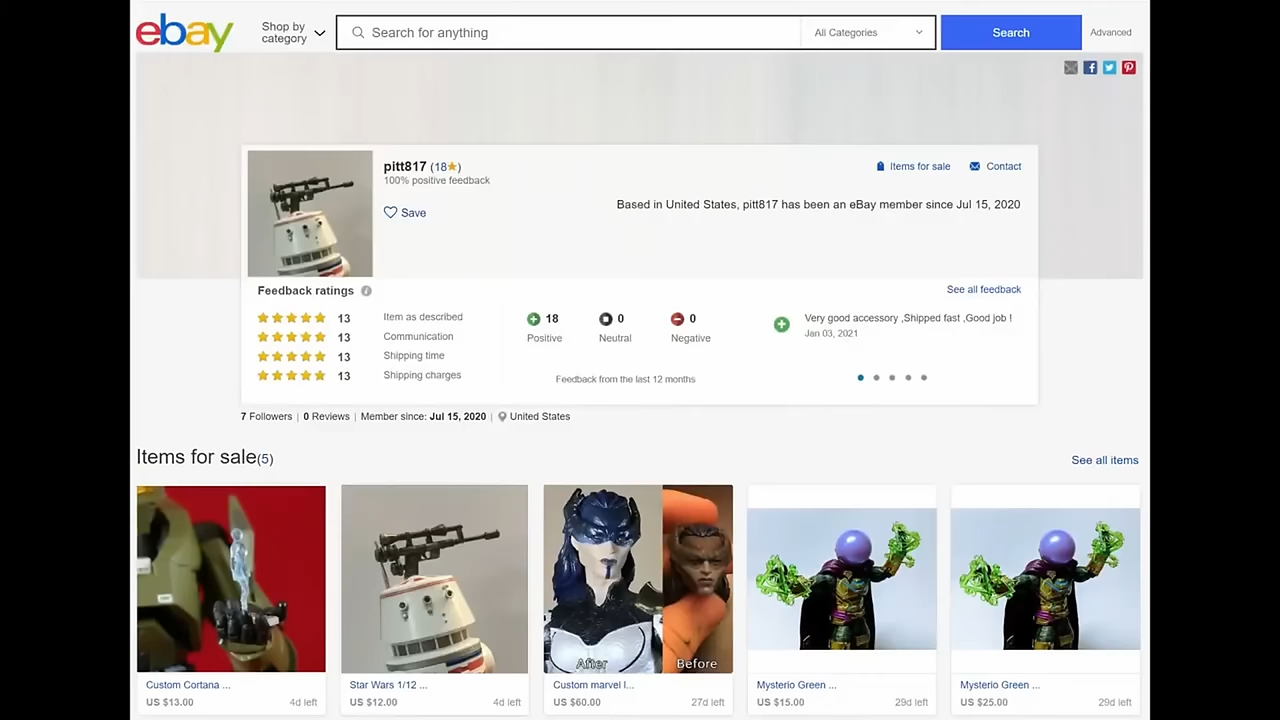 ebay
Shop by
category
Search for anything
All Categories
Search
Advanced
pitt817 (18)
100% positive feedback
Items for sale
Contact
Save
Based in United States, pitt817 has been an eBay member since Jul 15, 2020
Feedback ratings
See all feedback
13 Item as described
13 Communication
13 Shipping time
13 Shipping charges
18 0 0
Positive Neutral Negative
Feedback from the last 12 months
Very good accessory ,Shipped fast ,Good job !
Jan 03, 2021
7 Followers | 0 Reviews | Member since: Jul 15, 2020 | United States
Items for sale(5)
See all items
After
Before
Custom Cortana ...
US $13.00 4d left
Star Wars 1/12 ...
US $12.00 4d left
Custom marvel l...
US $60.00 27d left
Mysterio Green ...
US $15.00 29d left
Mysterio Green ...
US $25.00 29d left